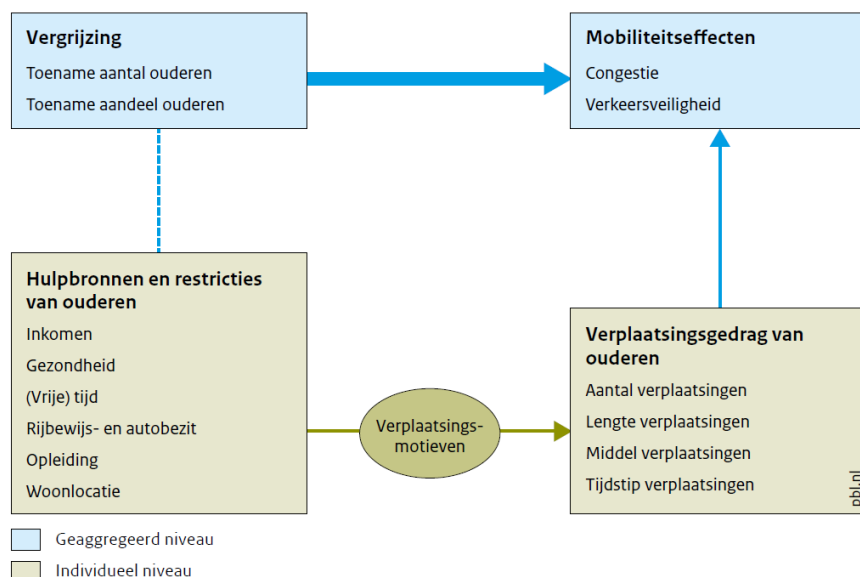 Vergrijzing
Toename aantal ouderen
Toename aandeel ouderen
Mobiliteitseffecten
Congestie
Verkeersveiligheid
Hulpbronnen en restricties
van ouderen
Inkomen
Gezondheid
(Vrije) tijd
Rijbewijs- en autobezit
Opleiding
Woonlocatie
Verplaatsings-
motieven
Verplaatsingsgedrag van
ouderen
Aantal verplaatsingen
Lengte verplaatsingen
Middel verplaatsingen
Tijdstip verplaatsingen
pbl.nl
Geaggregeerd niveau
Individueel niveau